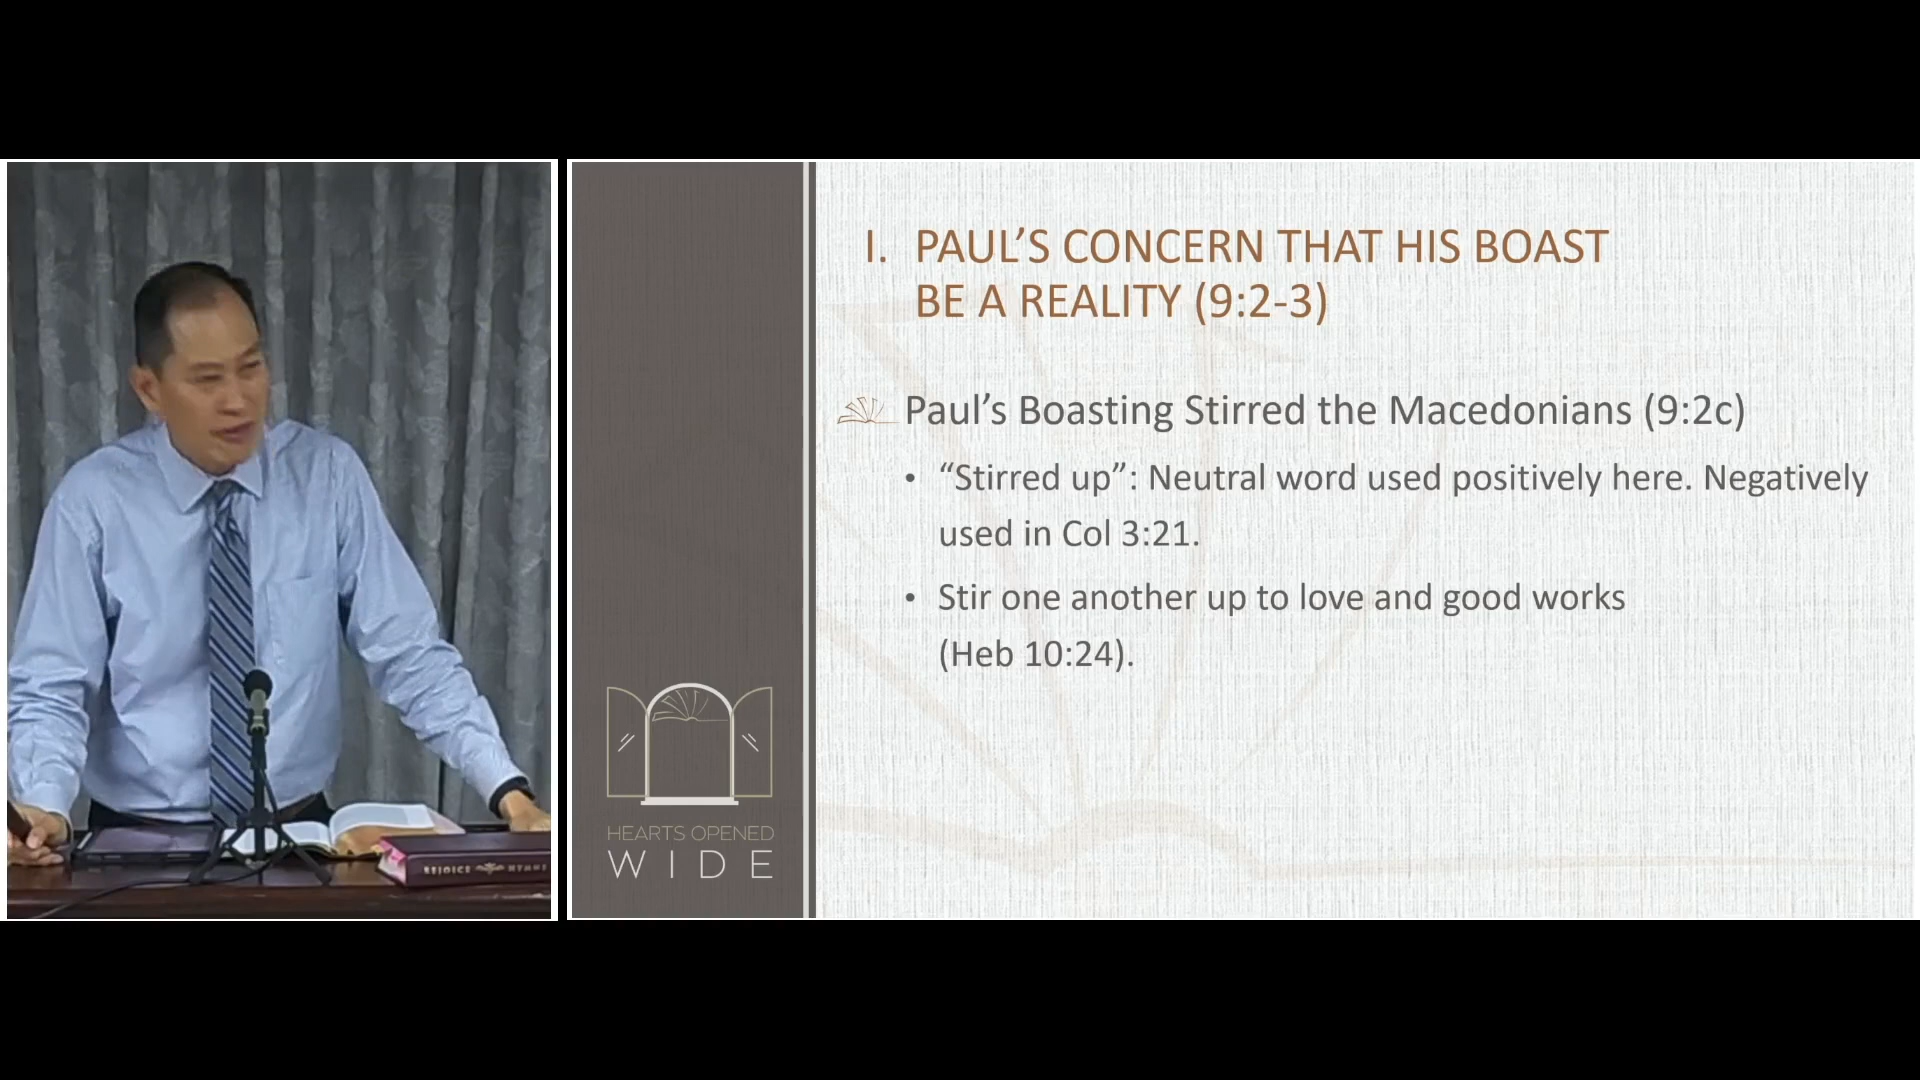 I. PAUL’S CONCERN THAT HIS BOAST
BE A REALITY (9:2-3)
Paul’s Boasting Stirred the Macedonians (9:2c)
• “Stirred up”: Neutral word used positively here. Negatively
used in Col 3:21.
• Stir one another up to love and good works
(Heb 10:24).
HEARTS OPENED
WIDE
REJOICE HYMNS